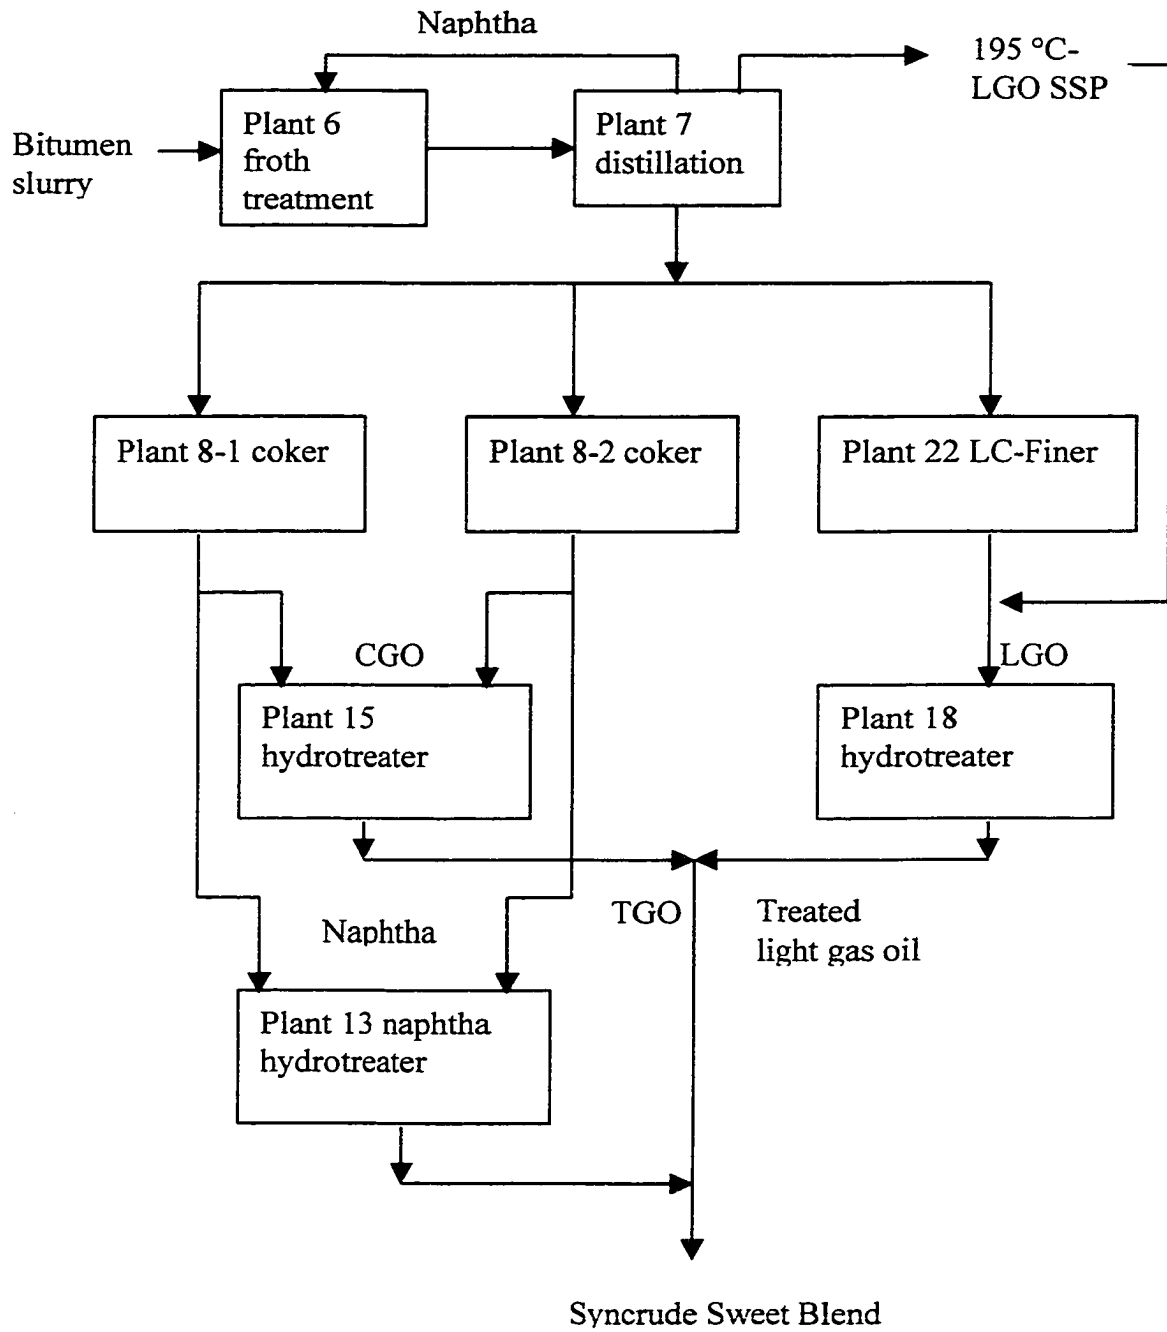 Naphtha
195 °C-
LGO SSP
Bitumen
slurry
Plant 6
froth
treatment
Plant 7
distillation
Plant 8-1 coker
Plant 8-2 coker
Plant 22 LC-Finer
CGO
LGO
Plant 15
hydrotreater
Plant 18
hydrotreater
TGO
Treated
light gas oil
Naphtha
Plant 13 naphtha
hydrotreater
Syncrude Sweet Blend